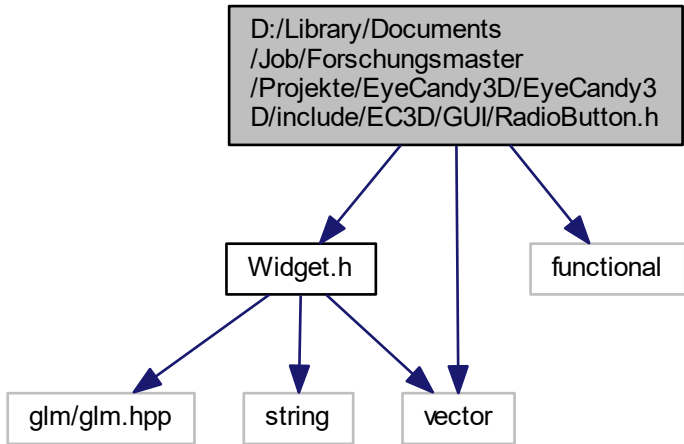 D:/Library/Documents
/Job/Forschungsmaster
/Projekte/EyeCandy3D/EyeCandy3
D/include/EC3D/GUI/RadioButton.h
Widget.h
functional
glm/glm.hpp
string
vector